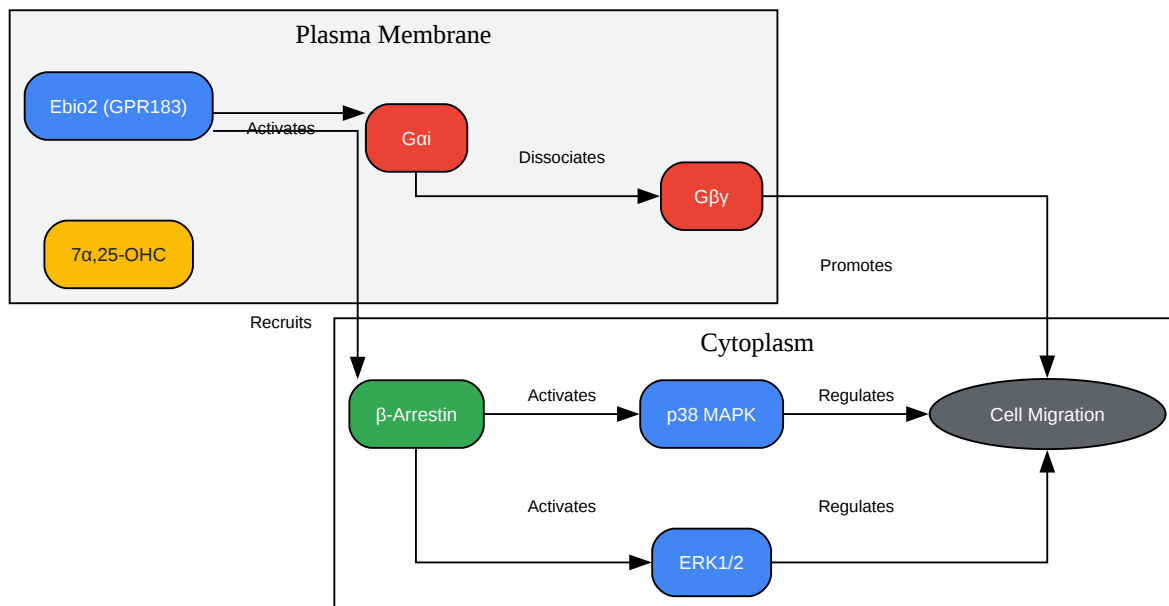 Plasma Membrane
Ebio2 (GPR183)
Activates
Gαi
Dissociates
Gβγ
7α,25-OHC
Promotes
Recruits
Cytoplasm
β-Arrestin
Activates
p38 MAPK
Regulates
Cell Migration
Activates
Regulates
ERK1/2